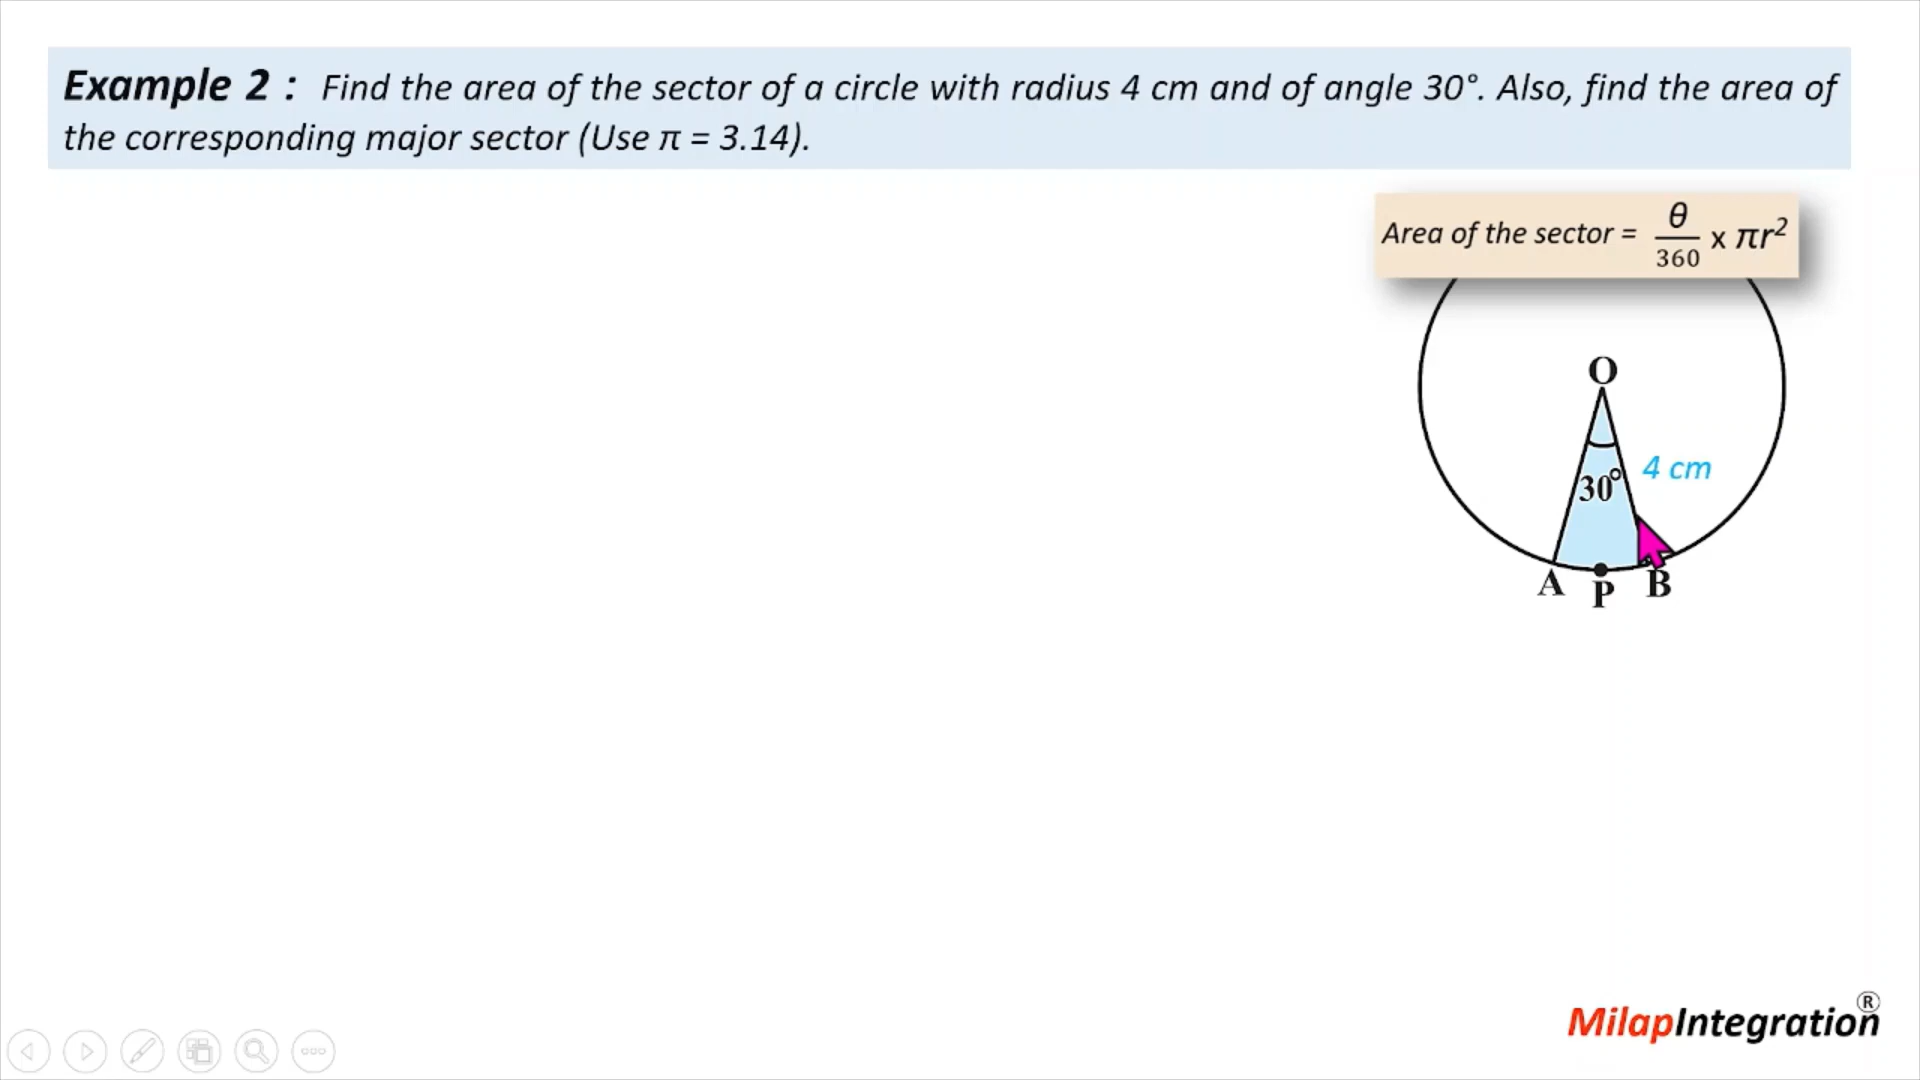 Example 2 : Find the area of the sector of a circle with radius 4 cm and of angle 30°. Also, find the area of
the corresponding major sector (Use π = 3.14).
Area of the sector = θ/360 x πr²
O
30°
4 cm
A P B
MilapIntegration®